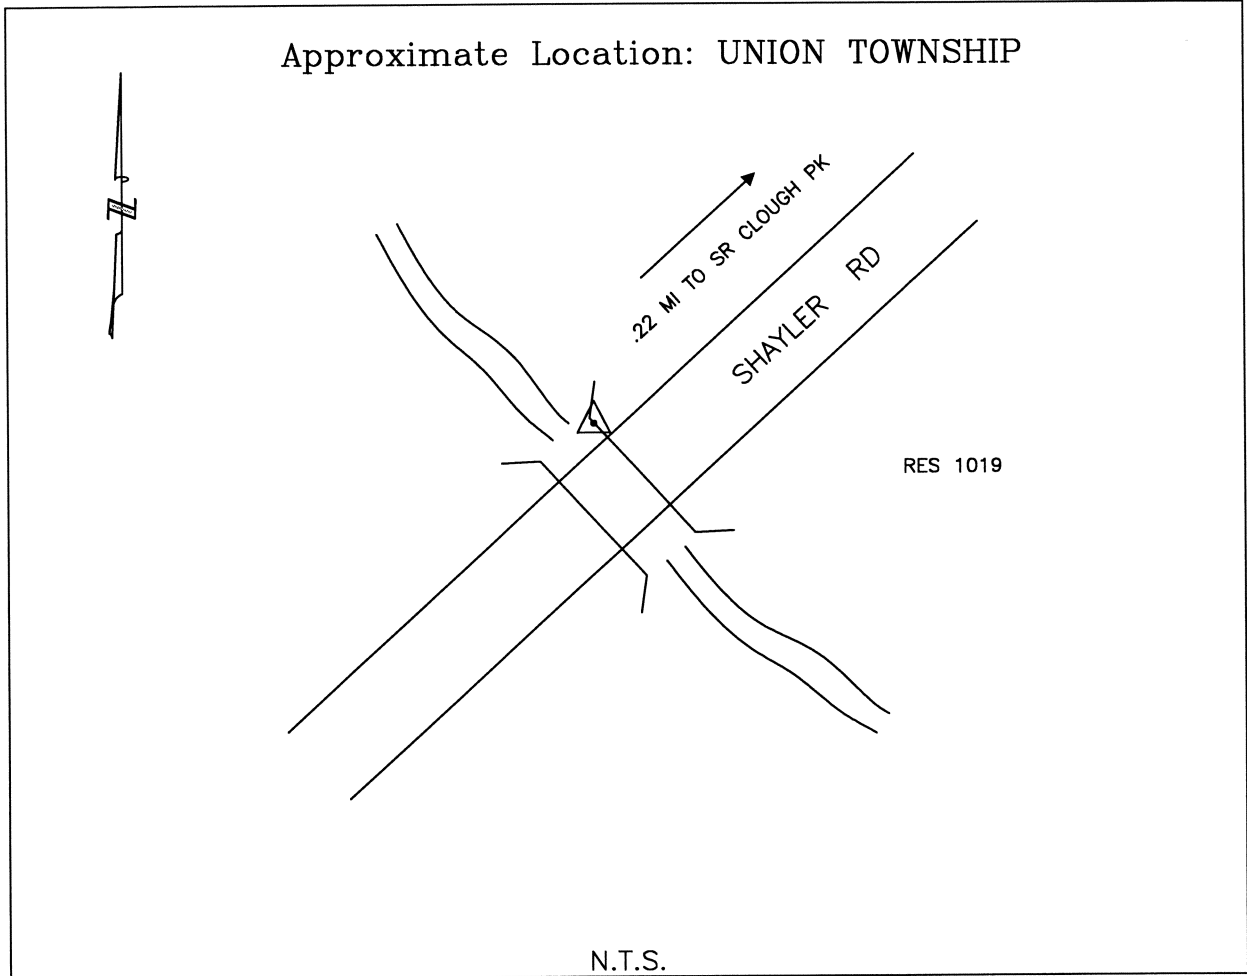 Approximate Location: UNION TOWNSHIP
N
.22 MI TO SR CLOUGH PK
SHAYLER RD
RES 1019
N.T.S.